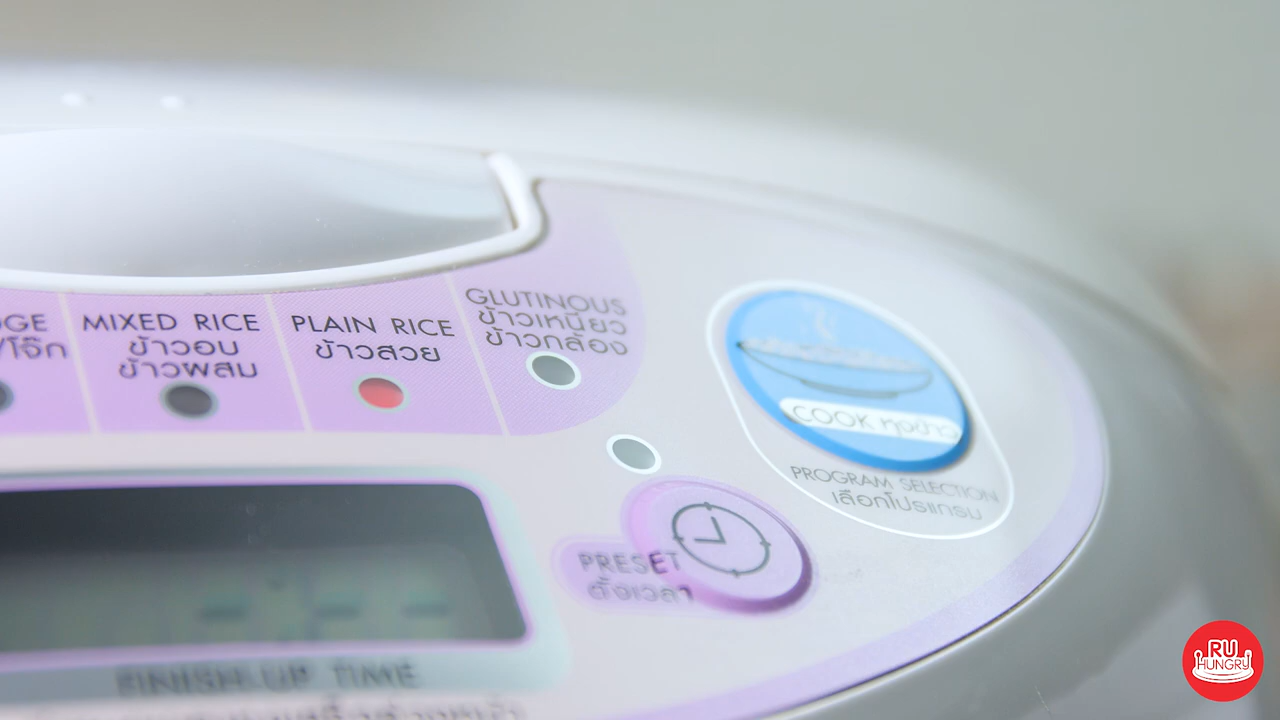 MIXED RICE
ข้าวอบ
ข้าวผสม
PLAIN RICE
ข้าวสวย
GLUTINOUS
ข้าวเหนียว
ข้าวกล้อง
/โจ๊ก
COOK หุงข้าว
PROGRAM SELECTION
เลือกโปรแกรม
PRESET
ตั้งเวลา
FINISH UP TIME
RU
HUNGRY